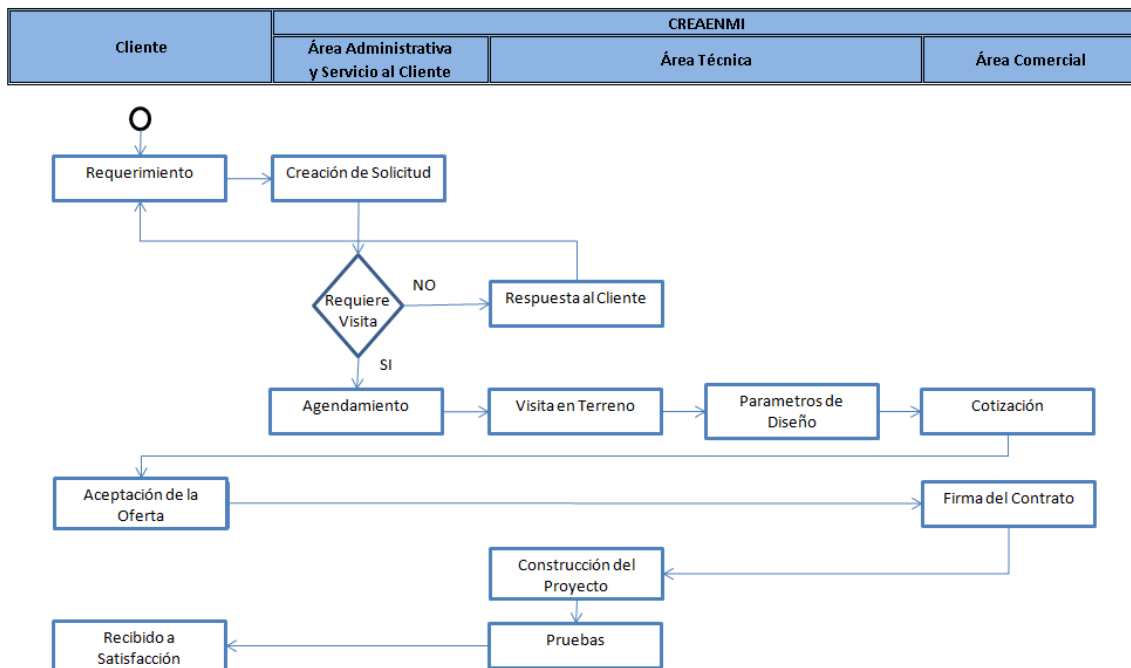 CREAENMI
Cliente
Área Administrativa
y Servicio al Cliente
Área Técnica
Área Comercial
Requerimiento
Creación de Solicitud
Requiere
Visita
NO
Respuesta al Cliente
SI
Agendamiento
Visita en Terreno
Parametros de
Diseño
Cotización
Aceptación de la
Oferta
Firma del Contrato
Construcción del
Proyecto
Pruebas
Recibido a
Satisfacción